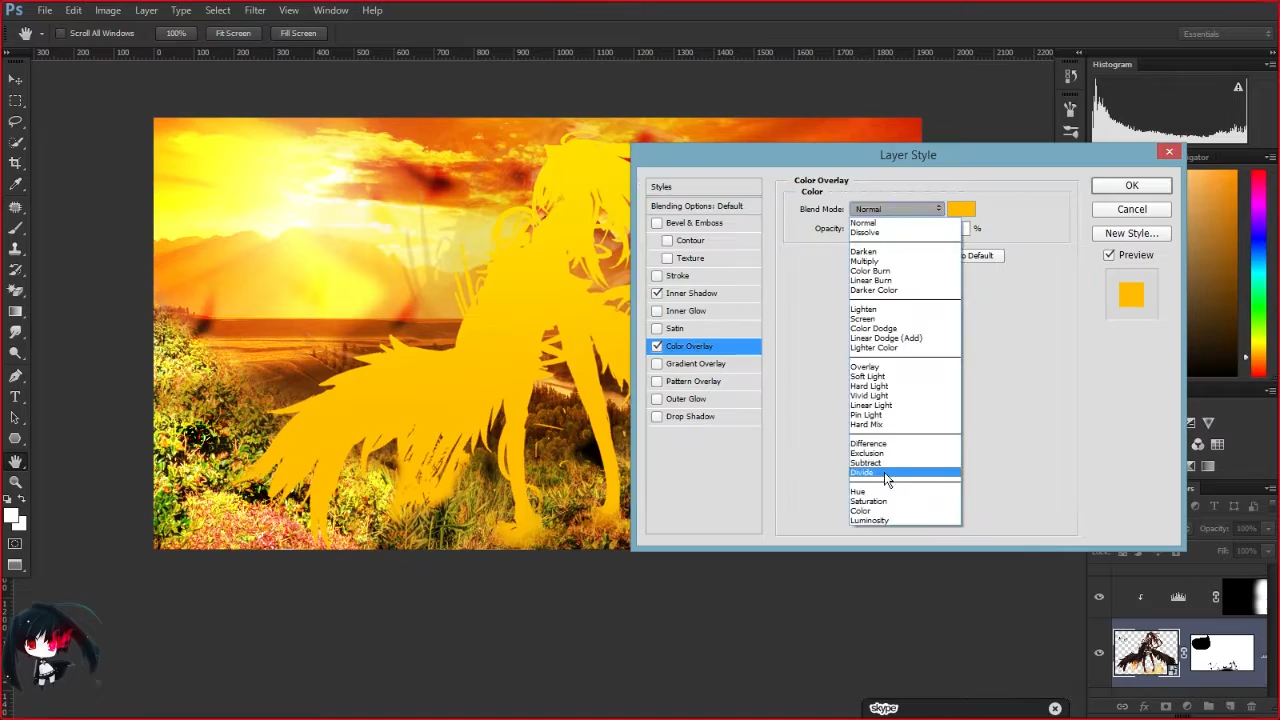 Ps File Edit Image Layer Type Select Filter View Window Help
Scroll All Windows 100% Fit Screen Fill Screen Essentials
300 200 100 0 100 200 300 400 500 600 700 800 900 1000 1100 1200 1300 1400 1500 1600 1700 1800 1900 2000 2100 2200
Histogram
Layer Style
Styles
Blending Options: Default
Bevel & Emboss
Contour
Texture
Stroke
Inner Shadow
Inner Glow
Satin
Color Overlay
Gradient Overlay
Pattern Overlay
Outer Glow
Drop Shadow
Color Overlay
Color
Blend Mode: Normal
Opacity: %
Normal
Dissolve
Darken
Multiply
Color Burn
Linear Burn
Darker Color
Lighten
Screen
Color Dodge
Linear Dodge (Add)
Lighter Color
Overlay
Soft Light
Hard Light
Vivid Light
Linear Light
Pin Light
Hard Mix
Difference
Exclusion
Subtract
Divide
Hue
Saturation
Color
Luminosity
o Default
OK
Cancel
New Style...
Preview
igator
Opacity: 100%
Fill: 100%
skype